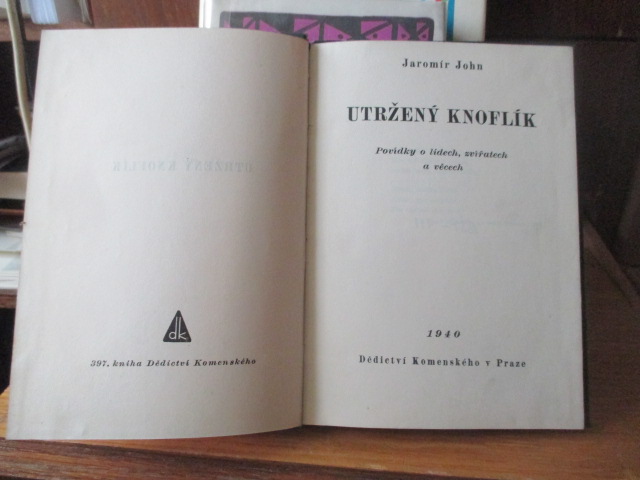 dk
397. kniha Dědictví Komenského
Jaromír John
UTRŽENÝ KNOFLÍK
Povídky o lidech, zvířatech
a věcech
1940
Dědictví Komenského v Praze